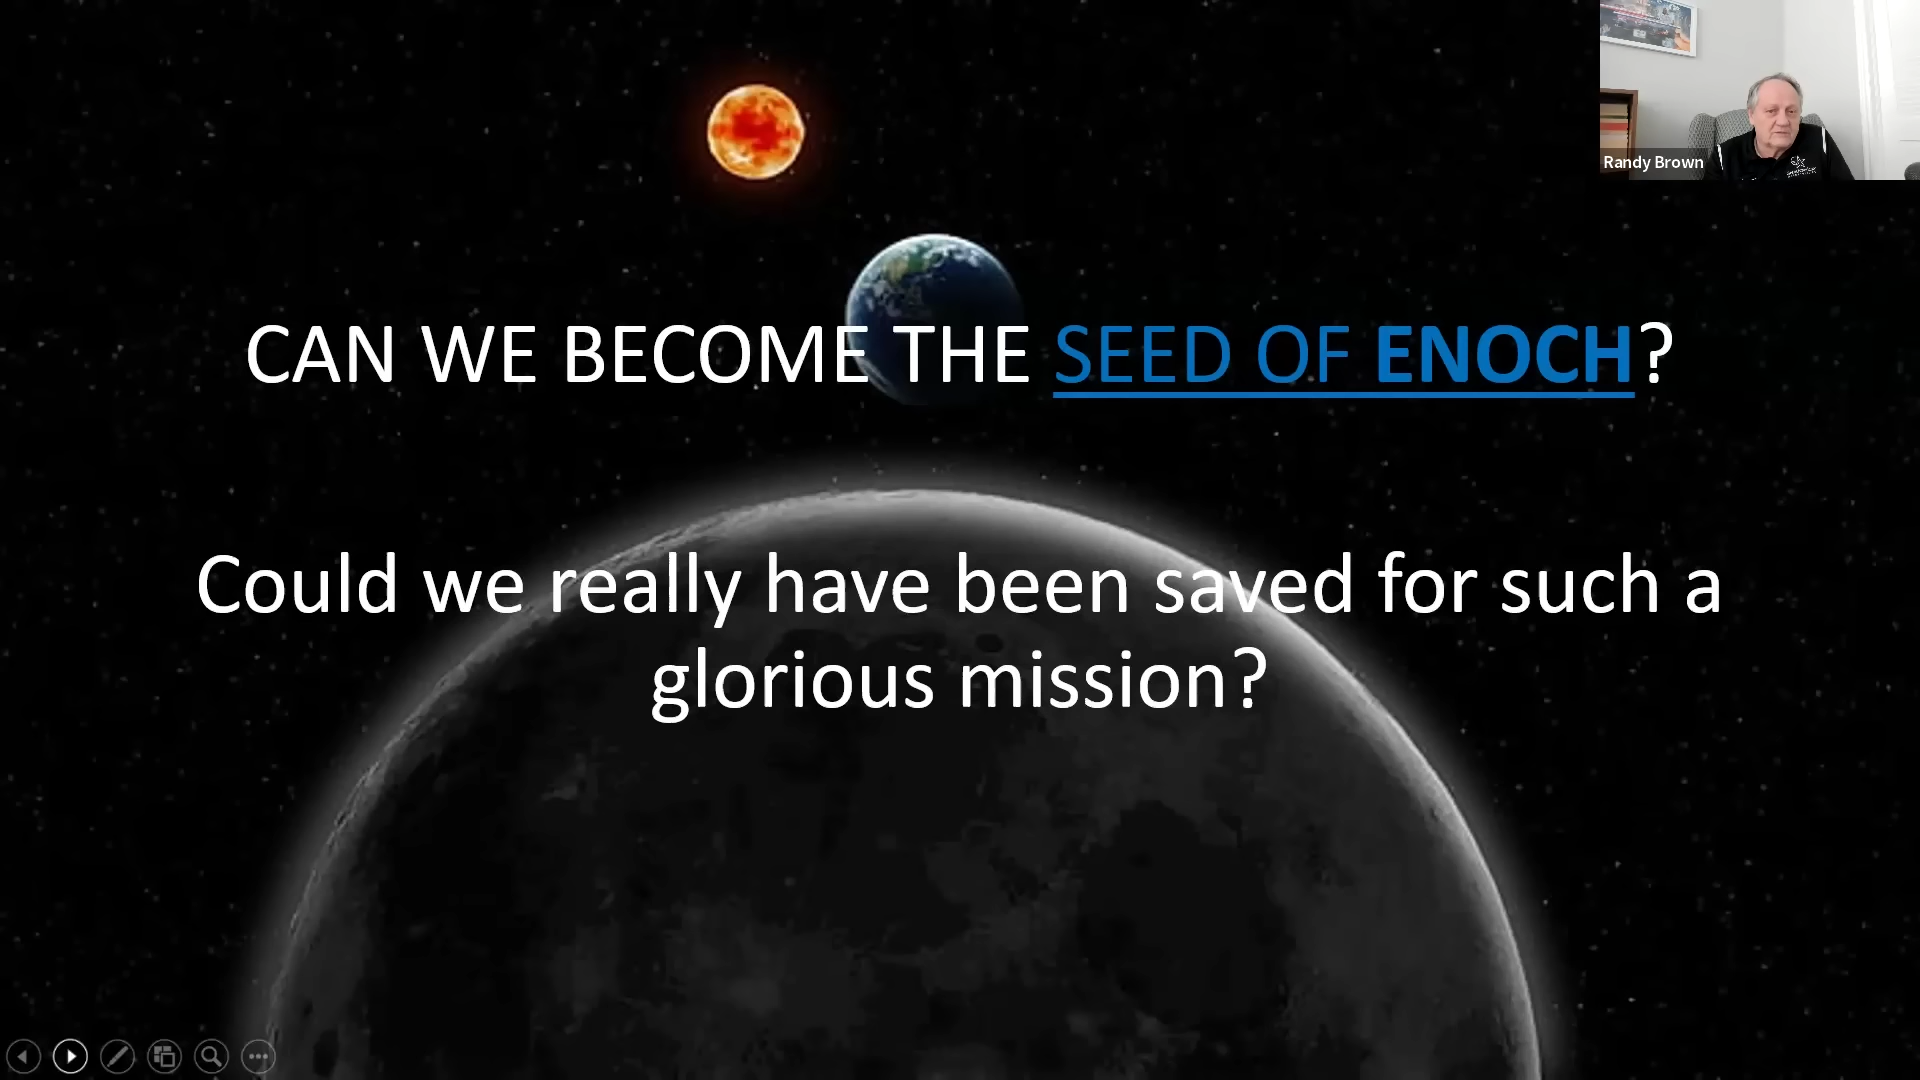 Randy Brown
CAN WE BECOME THE SEED OF ENOCH?
Could we really have been saved for such a
glorious mission?